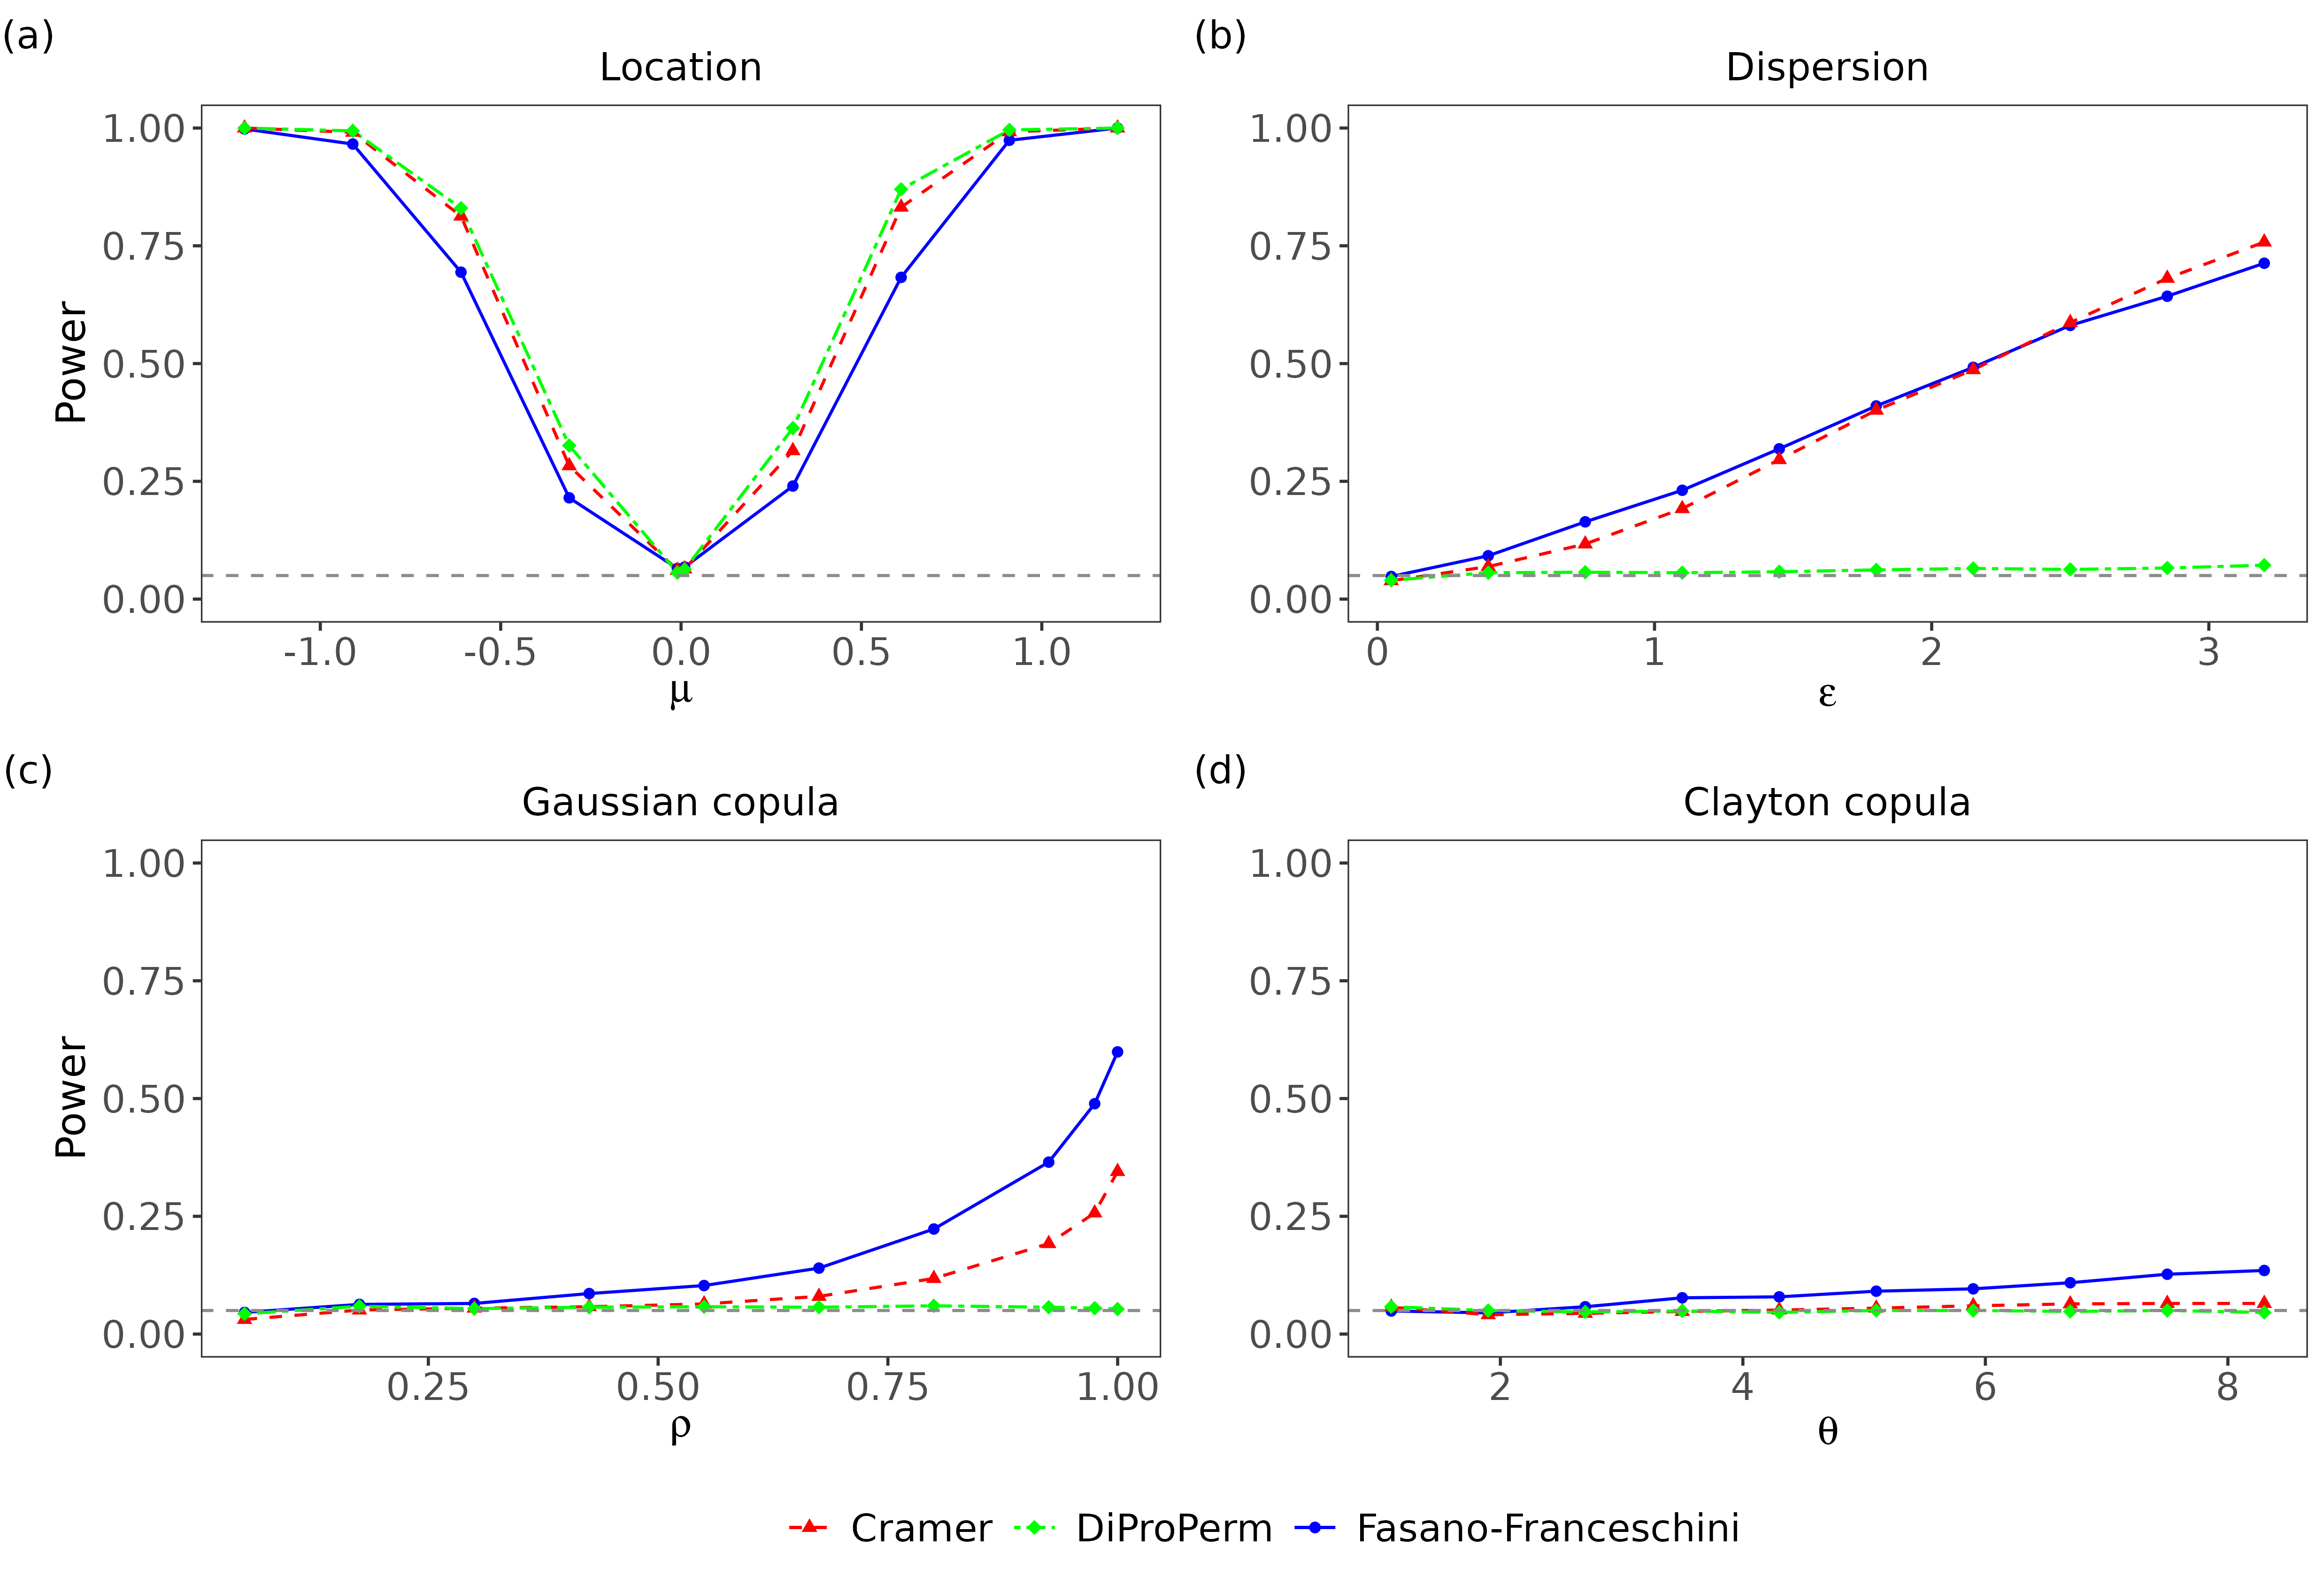 (a)
Location
1.00
0.75
0.50
0.25
0.00
Power
-1.0 -0.5 0.0 0.5 1.0
μ
(b)
Dispersion
1.00
0.75
0.50
0.25
0.00
0 1 2 3
ε
(c)
Gaussian copula
1.00
0.75
0.50
0.25
0.00
Power
0.25 0.50 0.75 1.00
ρ
(d)
Clayton copula
1.00
0.75
0.50
0.25
0.00
2 4 6 8
θ
Cramer DiProPerm Fasano-Franceschini